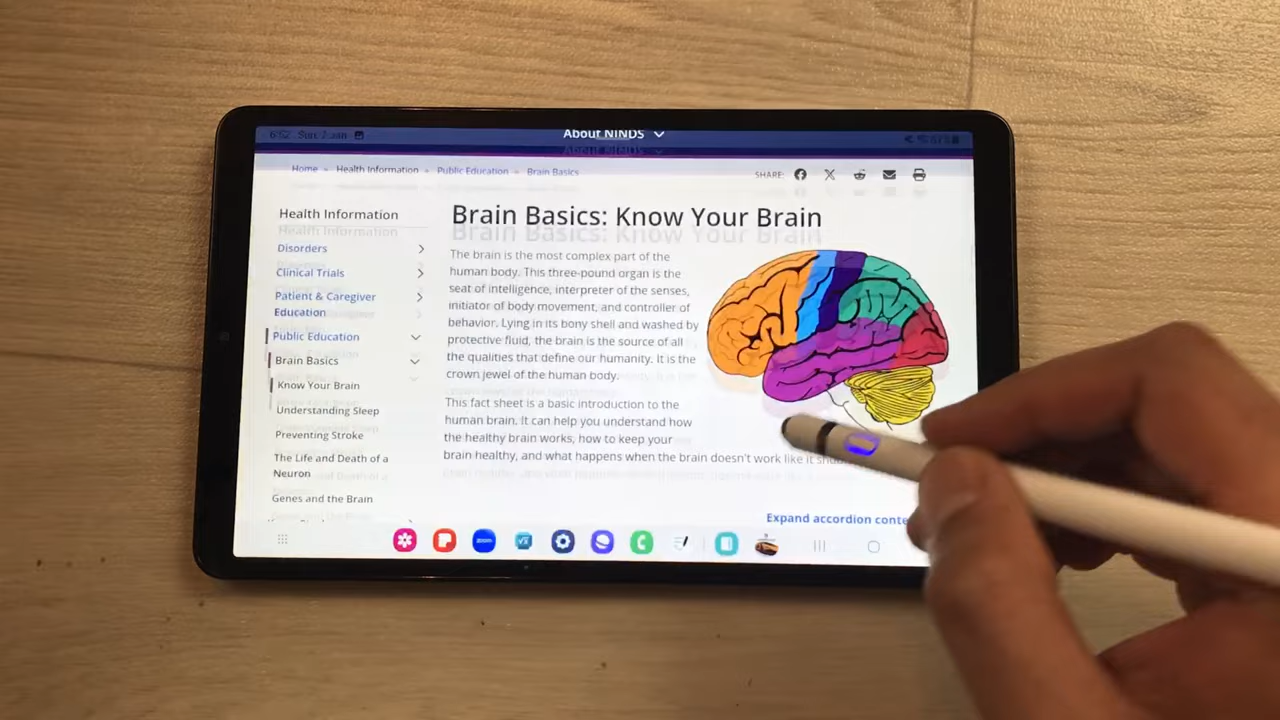 Sun, 2 Jun
About NINDS
Home Health Information Public Education Brain Basics
SHARE:
Health Information
Brain Basics: Know Your Brain
Disorders
Clinical Trials
Patient & Caregiver
Education
Public Education
Brain Basics
Know Your Brain
Understanding Sleep
Preventing Stroke
The Life and Death of a
Neuron
Genes and the Brain
The brain is the most complex part of the
human body. This three-pound organ is the
seat of intelligence, interpreter of the senses,
initiator of body movement, and controller of
behavior. Lying in its bony shell and washed by
protective fluid, the brain is the source of all
the qualities that define our humanity. It is the
crown jewel of the human body.
This fact sheet is a basic introduction to the
human brain. It can help you understand how
the healthy brain works, how to keep your
brain healthy, and what happens when the brain doesn't work like it
Expand accordion
zoom